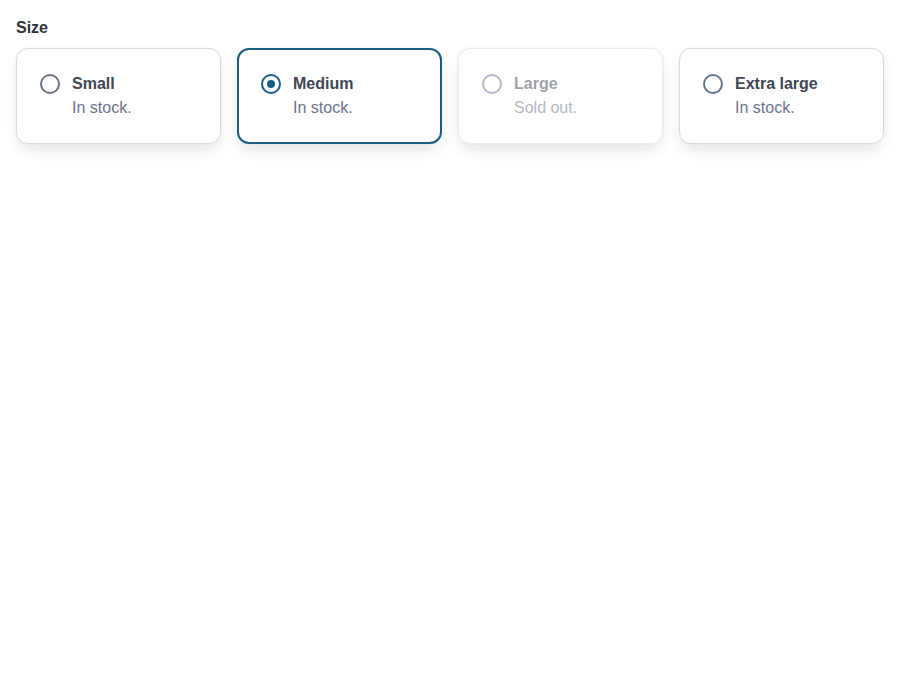 Size
Small
In stock.
Medium
In stock.
Large
Sold out.
Extra large
In stock.